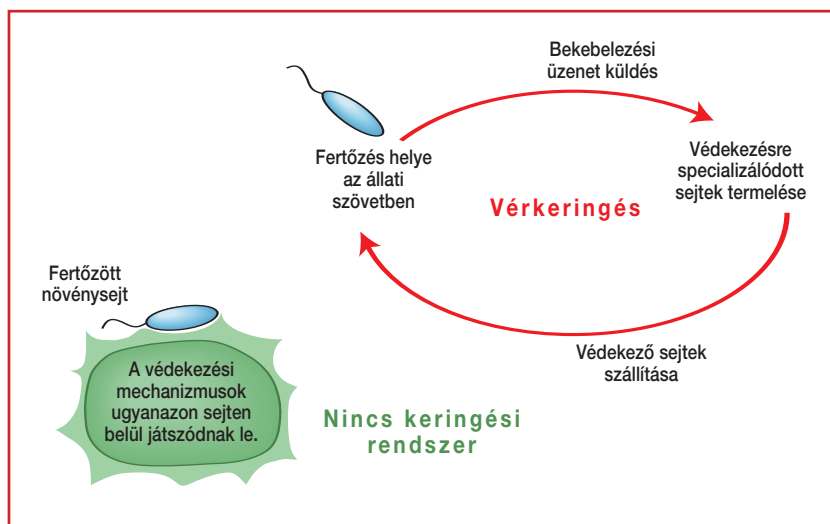 Bekebelezési
üzenet küldés
Fertőzés helye
az állati
szövetben
Védekezésre
specializálódott
sejtek termelése
Vérkeringés
Védekező sejtek
szállítása
Fertőzött
növénysejt
A védekezési
mechanizmusok
ugyanazon sejten
belül játszódnak le.
Nincs keringési
rendszer